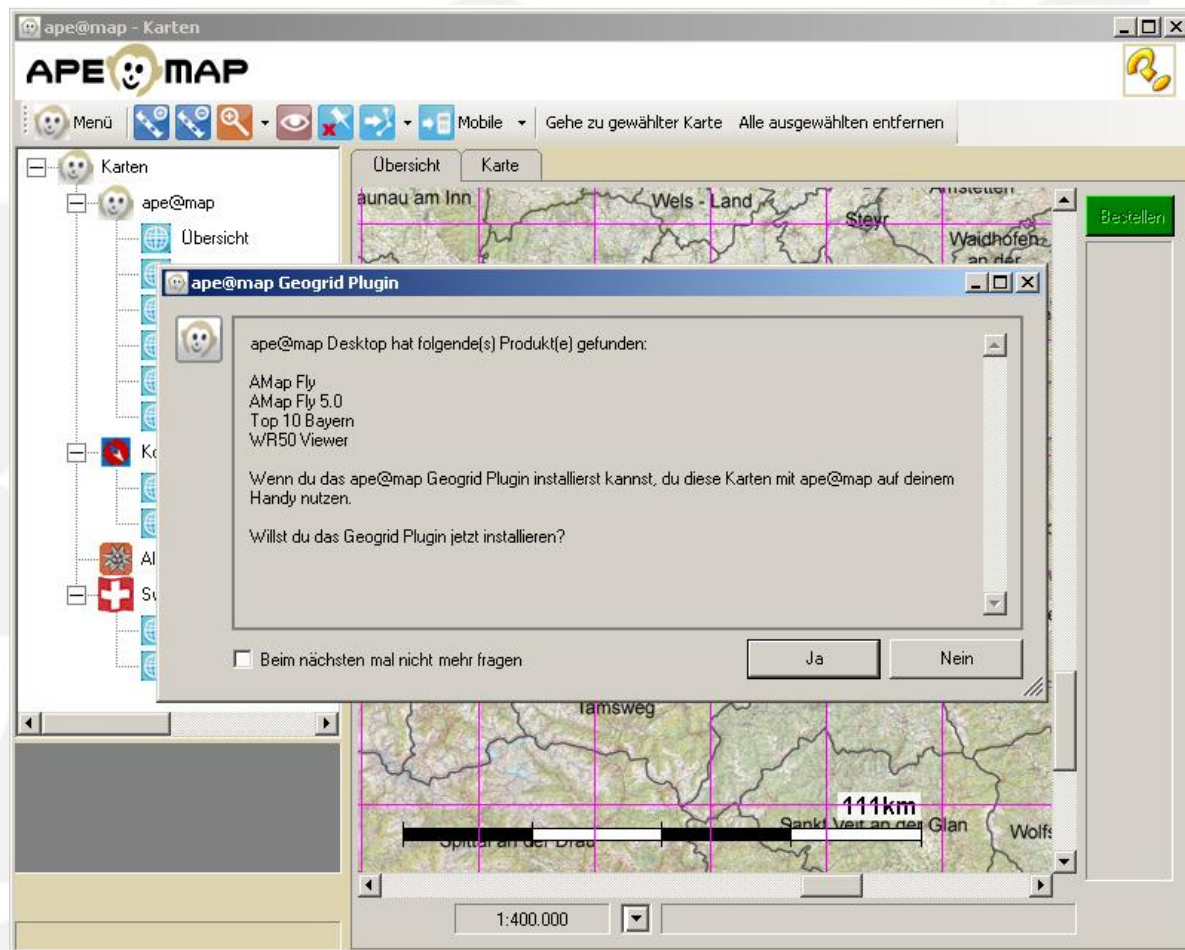 ape@map - Karten
APE MAP
Menü Mobile Gehe zu gewählter Karte Alle ausgewählten entfernen
Karten
ape@map
Übersicht
Ko
Al
Übersicht Karte
aunau am Inn
Wels - Land
Steyr
Amstetten
Waidhofen
an der
Bestellen
ape@map Geogrid Plugin
ape@map Desktop hat folgende(s) Produkt(e) gefunden:
AMap Fly
AMap Fly 5.0
Top 10 Bayern
WR50 Viewer
Wenn du das ape@map Geogrid Plugin installierst kannst, du diese Karten mit ape@map auf deinem
Handy nutzen.
Willst du das Geogrid Plugin jetzt installieren?
Beim nächsten mal nicht mehr fragen
Ja
Nein
Tamsweg
111km
Spittal an der Drau
Sankt Veit an der Glan
Wolfs
1:400.000